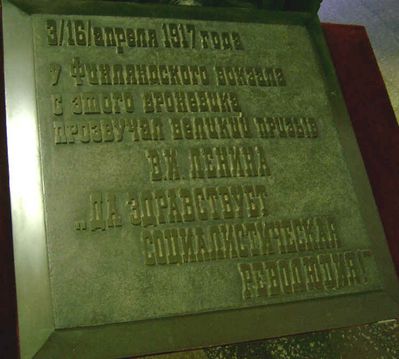 3/16/апреля 1917 года
у Финляндского вокзала
с этого броневика
прозвучал великий призыв
В.И. ЛЕНИНА
„ДА ЗДРАВСТВУЕТ
СОЦИАЛИСТИЧЕСКАЯ
РЕВОЛЮЦИЯ!"